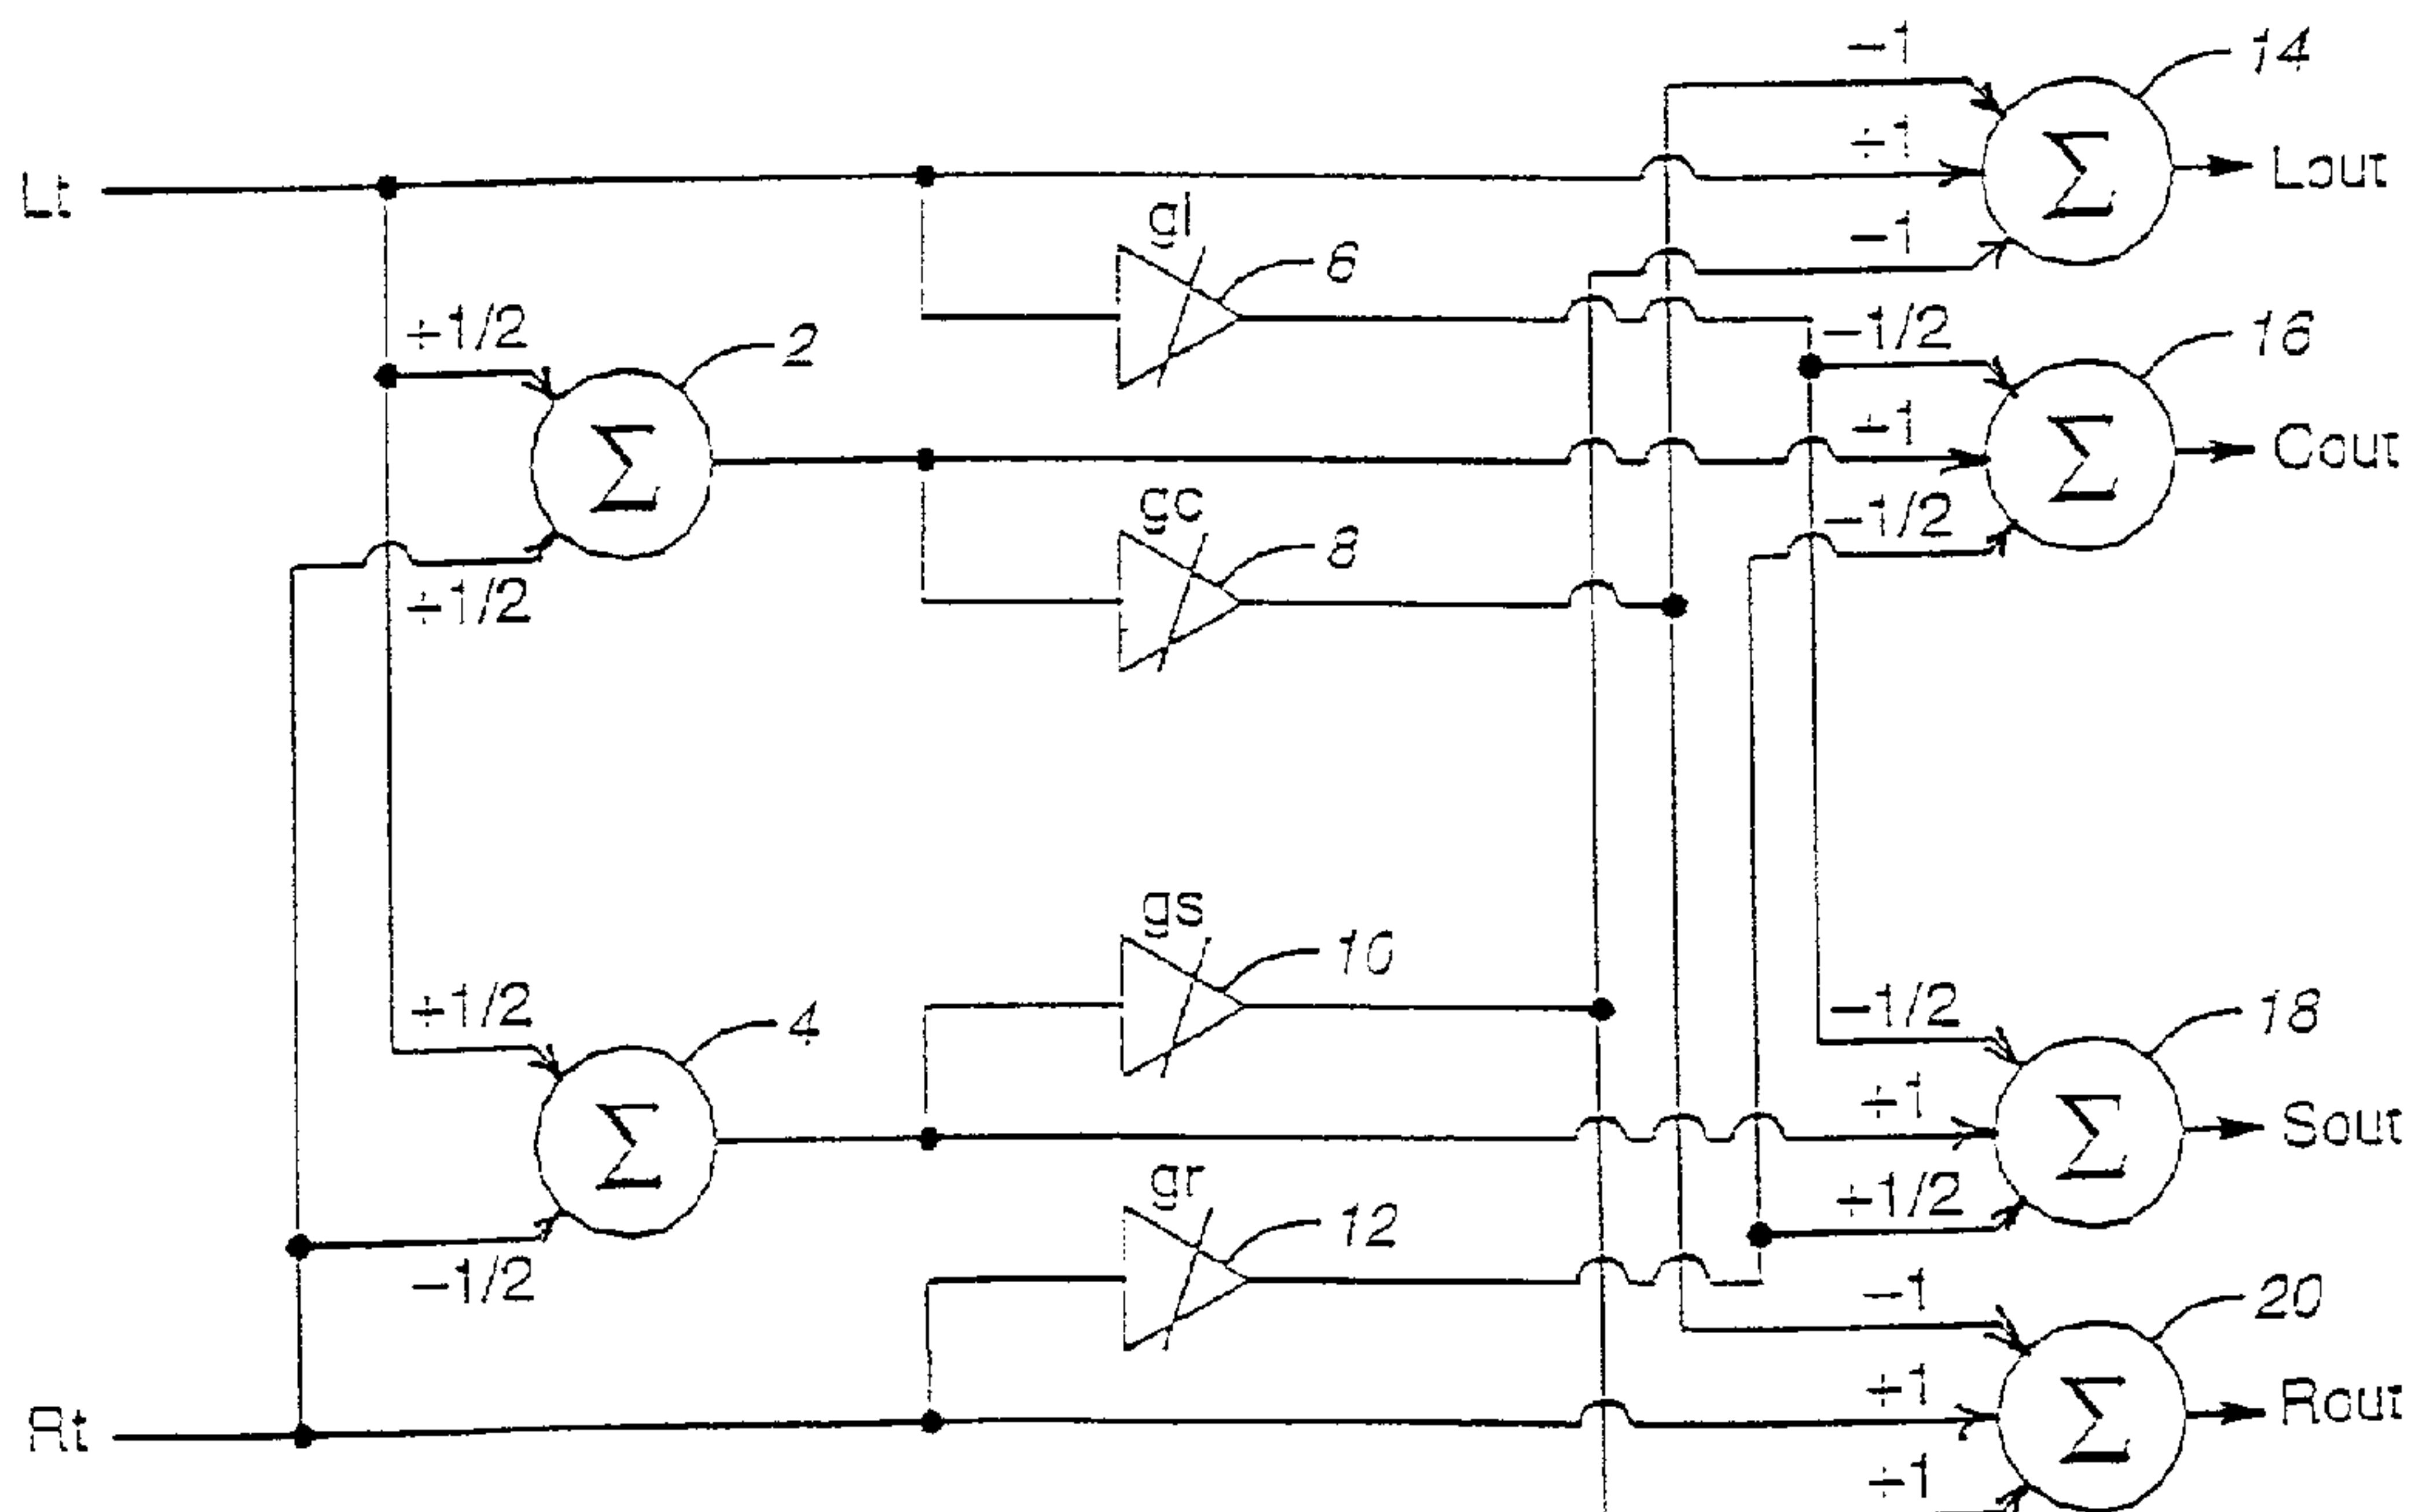 -1
14
Lt
+1
Lout
gl
6
-1
+1/2
2
-1/2
16
+1
Cout
gc
8
-1/2
+1/2
Σ
Σ
Σ
gs
10
+1/2
4
-1/2
18
+1
Sout
Σ
Σ
gr
12
+1/2
-1/2
-1
20
+1
Rout
Rt
Σ
+1